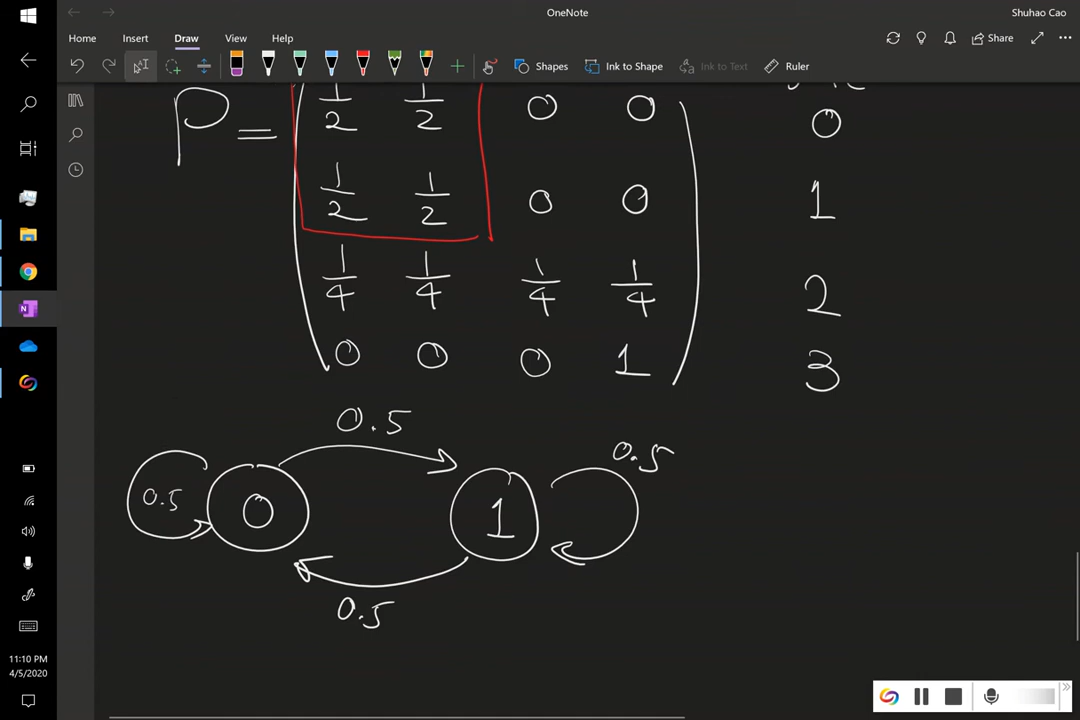 OneNote
Shuhao Cao
Home Insert Draw View Help
Share
Shapes Ink to Shape Ink to Text Ruler
P = 1/2 1/2 0 0 0
1/2 1/2 0 0 1
1/4 1/4 1/4 1/4 2
0 0 0 1 3
0.5
0.5
0.5 0 1
0.5
11:10 PM
4/5/2020